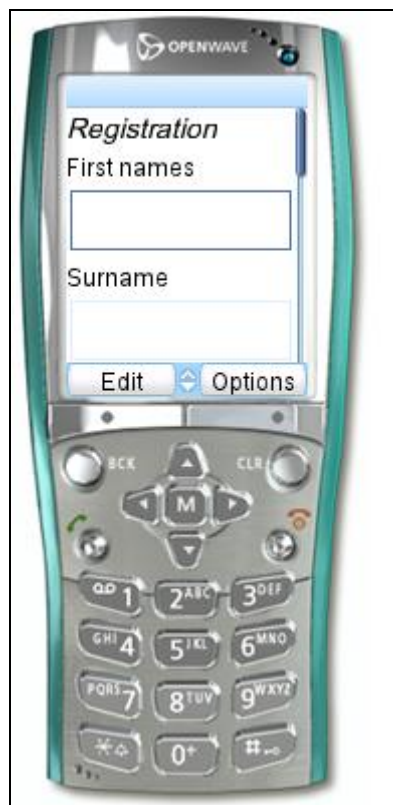 OPENWAVE
Registration
First names
Surname
Edit Options
BCK CLR
M
1 2ABC 3DEF
GHI4 5JKL 6MNO
PQRS7 8TUV 9WXYZ
* 0+ #